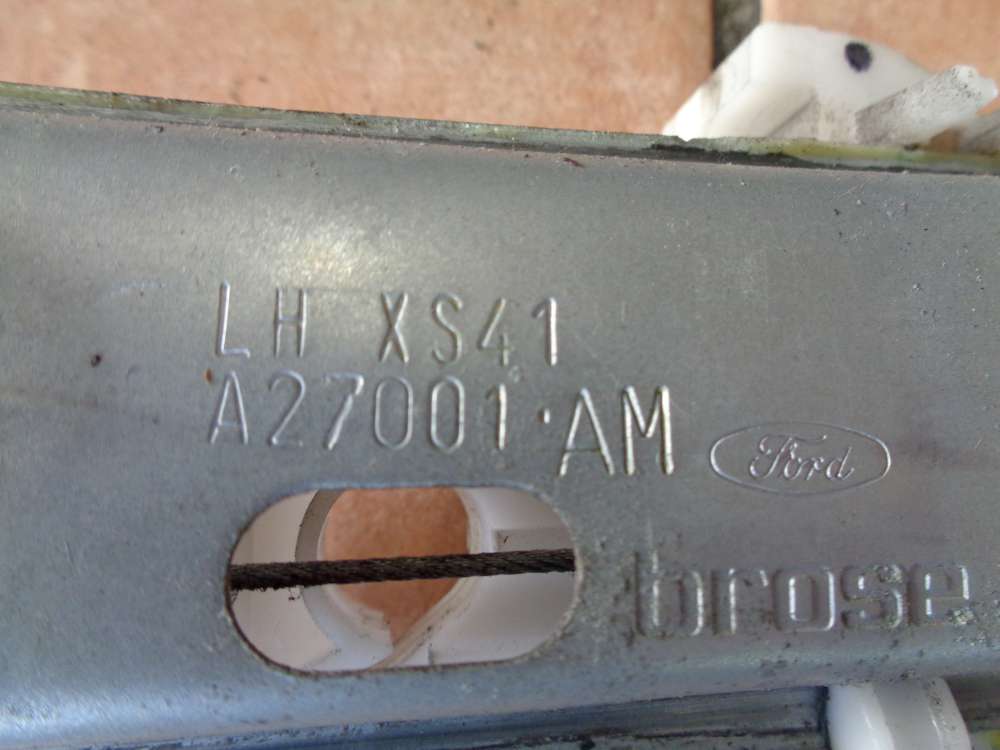 LH XS41
A27001·AM
Ford
brose